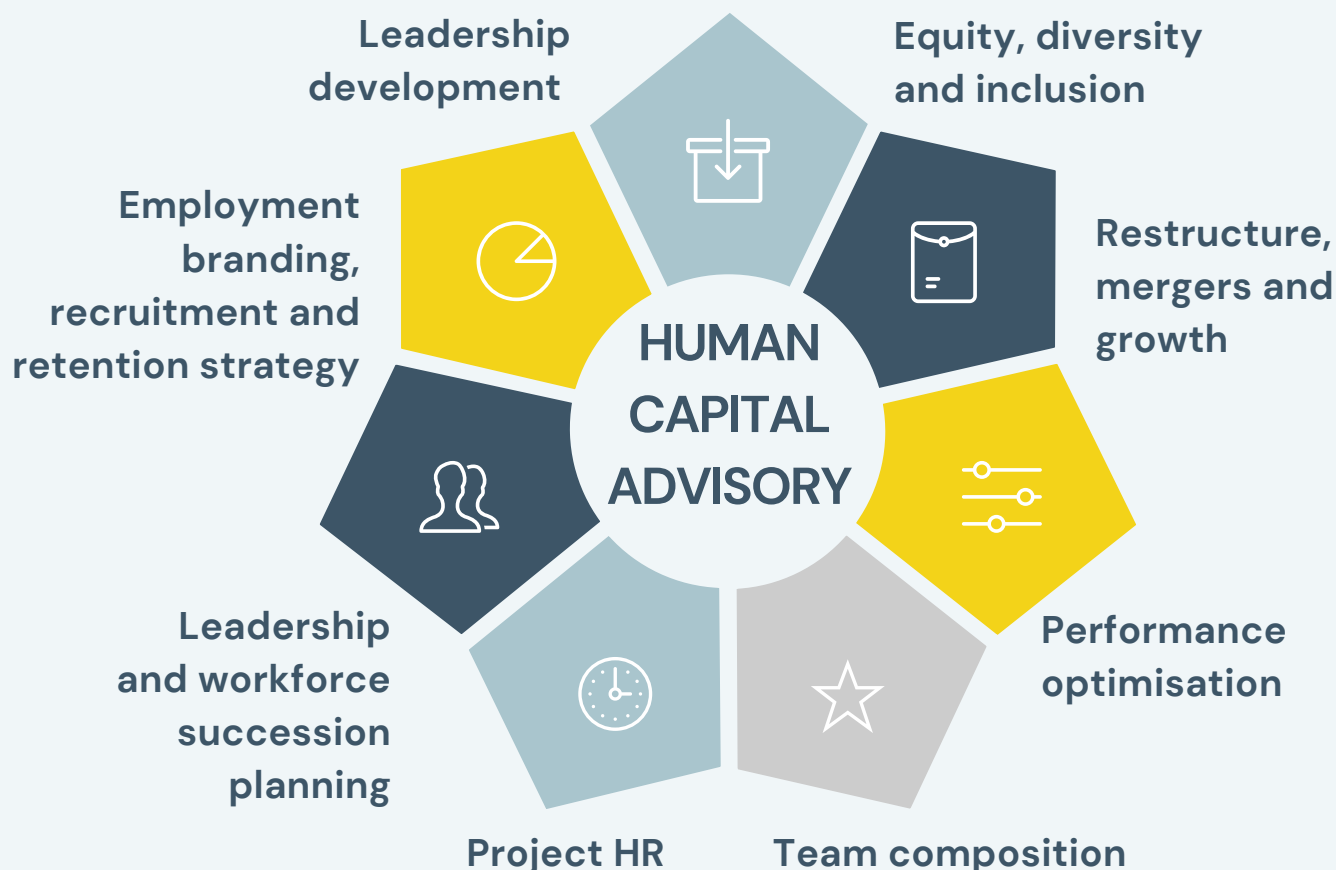 Leadership
development
Equity, diversity
and inclusion
Employment
branding,
recruitment and
retention strategy
Restructure,
mergers and
growth
HUMAN
CAPITAL
ADVISORY
Leadership
and workforce
succession
planning
Performance
optimisation
Project HR
Team composition